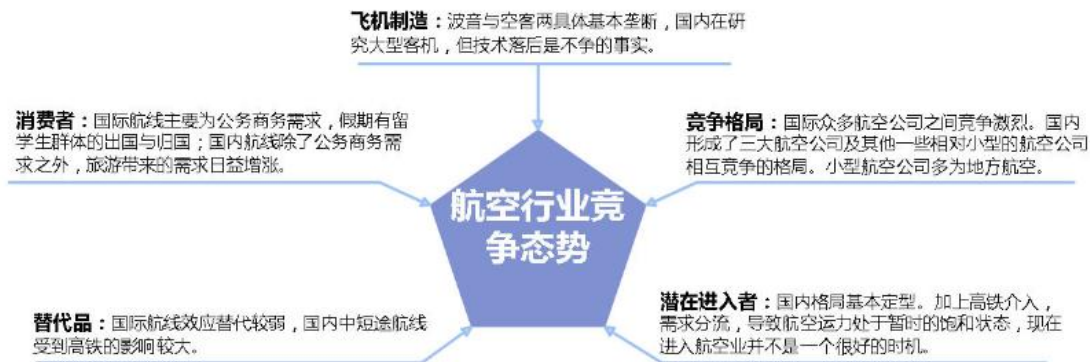 飞机制造：波音与空客两具体基本垄断，国内在研
究大型客机，但技术落后是不争的事实。
消费者：国际航线主要为公务商务需求，假期有留
学生群体的出国与归国；国内航线除了公务商务需
求之外，旅游带来的需求日益增涨。
竞争格局：国际众多航空公司之间竞争激烈。国内
形成了三大航空公司及其他一些相对小型的航空公司
相互竞争的格局。小型航空公司多为地方航空。
航空行业竞
争态势
替代品：国际航线效应替代较弱，国内中短途航线
受到高铁的影响较大。
潜在进入者：国内格局基本定型。加上高铁介入，
需求分流，导致航空运力处于暂时的饱和状态，现在
进入航空业并不是一个很好的时机。